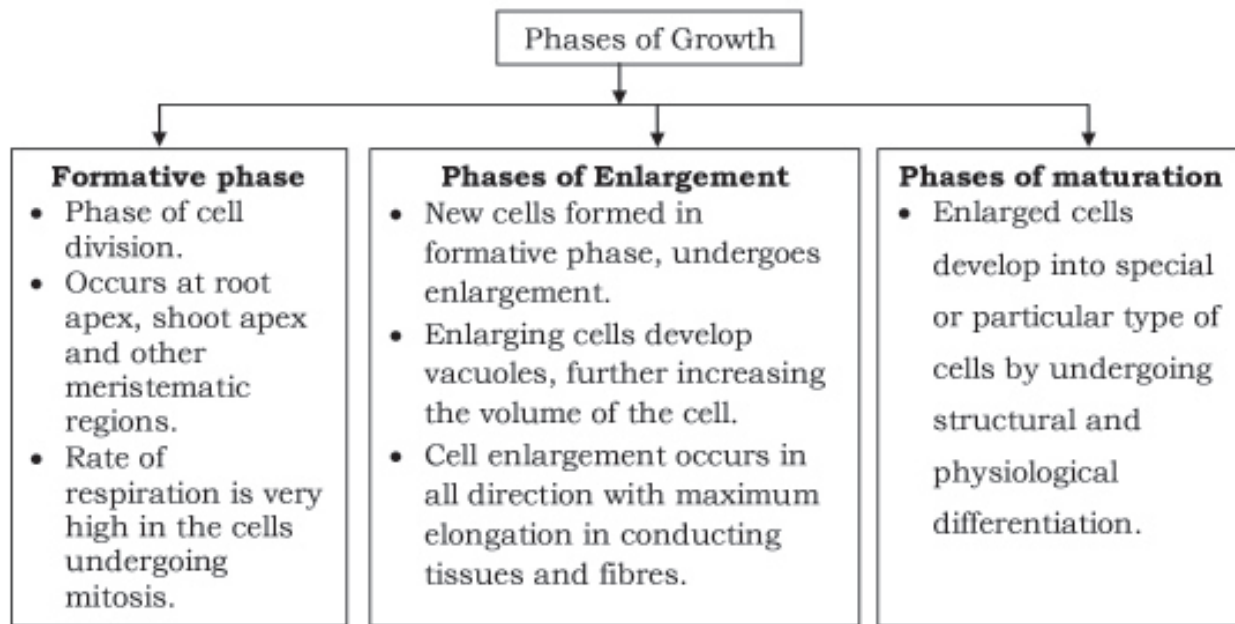 Phases of Growth
Formative phase
• Phase of cell
division.
• Occurs at root
apex, shoot apex
and other
meristematic
regions.
• Rate of
respiration is very
high in the cells
undergoing
mitosis.
Phases of Enlargement
• New cells formed in
formative phase, undergoes
enlargement.
• Enlarging cells develop
vacuoles, further increasing
the volume of the cell.
• Cell enlargement occurs in
all direction with maximum
elongation in conducting
tissues and fibres.
Phases of maturation
• Enlarged cells
develop into special
or particular type of
cells by undergoing
structural and
physiological
differentiation.